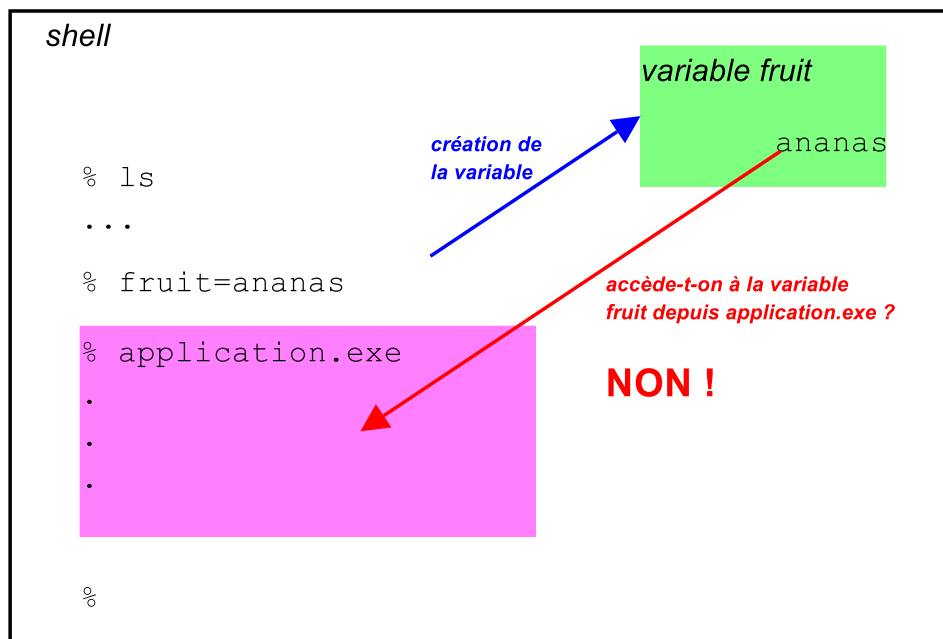 shell
variable fruit
ananas
création de
la variable
% ls
...
% fruit=ananas
accède-t-on à la variable
fruit depuis application.exe ?
NON !
% application.exe
.
.
.
%